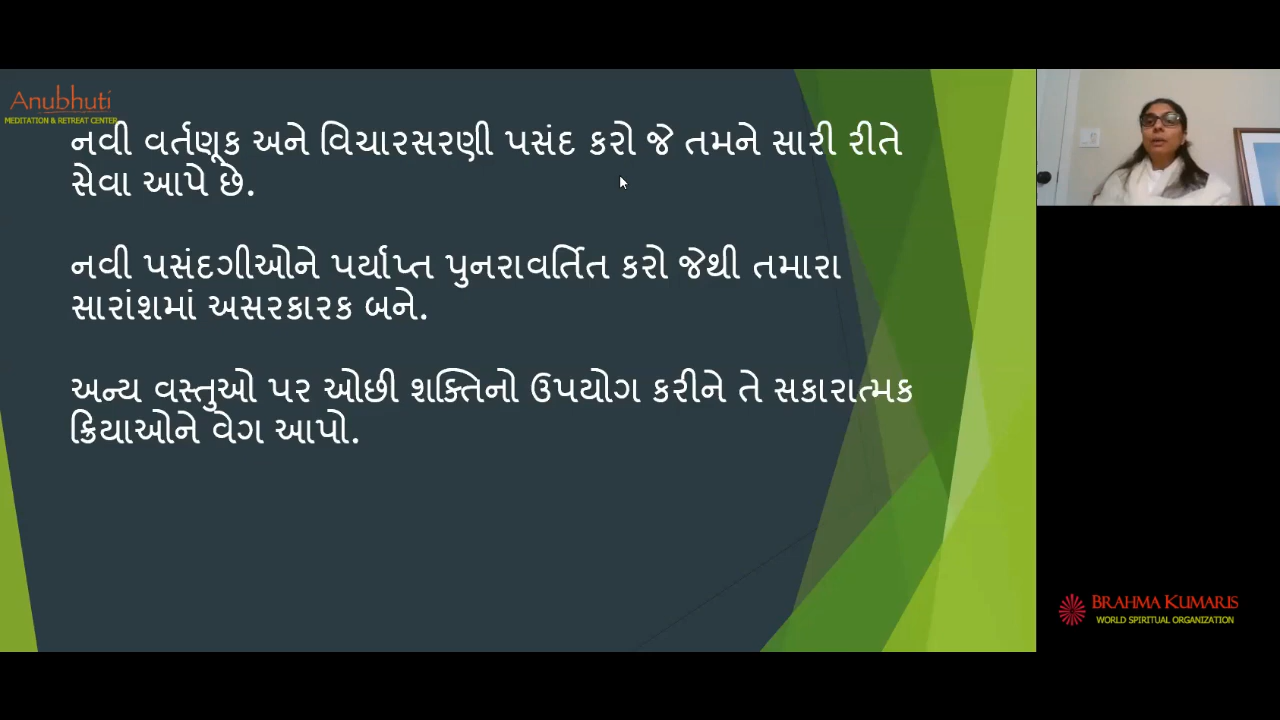 Anubhuti
MEDITATION & RETREAT CENTER
નવી વર્તણૂક અને વિચારસરણી પસંદ કરો જે તમને સારી રીતે
સેવા આપે છે.
નવી પસંદગીઓને પર્યાપ્ત પુનરાવર્તિત કરો જેથી તમારા
સારાંશમાં અસરકારક બને.
અન્ય વસ્તુઓ પર ઓછી શક્તિનો ઉપયોગ કરીને તે સકારાત્મક
ક્રિયાઓને વેગ આપો.
BRAHMA KUMARIS
WORLD SPIRITUAL ORGANIZATION